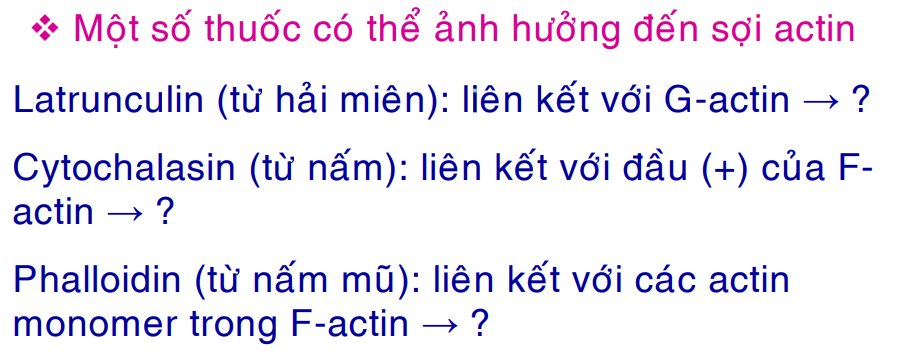 ❖ Một số thuốc có thể ảnh hưởng đến sợi actin
Latrunculin (từ hải miên): liên kết với G-actin → ?
Cytochalasin (từ nấm): liên kết với đầu (+) của F-
actin → ?
Phalloidin (từ nấm mũ): liên kết với các actin
monomer trong F-actin → ?